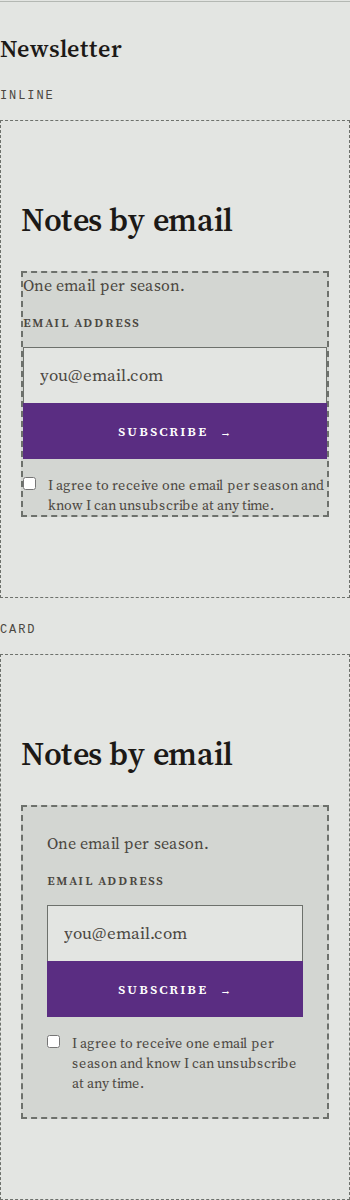 Newsletter
INLINE
Notes by email
One email per season.
EMAIL ADDRESS
you@email.com
SUBSCRIBE →
I agree to receive one email per season and
know I can unsubscribe at any time.
CARD
Notes by email
One email per season.
EMAIL ADDRESS
you@email.com
SUBSCRIBE →
I agree to receive one email per
season and know I can unsubscribe
at any time.